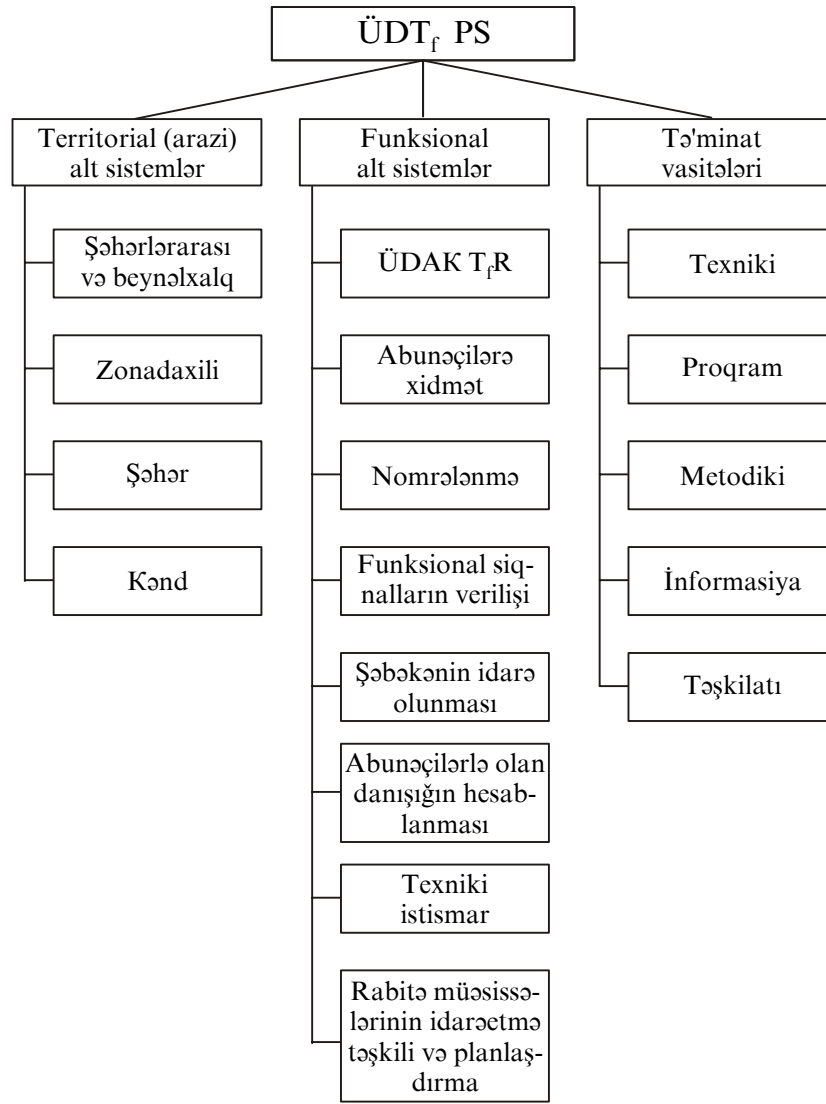 ÜDT_f PS
Territorial (arazi)
alt sistemlər
Şəhərlərarası
və beynəlxalq
Zonadaxili
Şəhər
Kənd
Funksional
alt sistemlər
ÜDAK T_fR
Abunəçilərə
xidmət
Nomrələnmə
Funksional siq-
nalların verilişi
Şəbəkənin idarə
olunması
Abunəçilərlə olan
danışığın hesab-
lanması
Texniki
istismar
Rabitə müəsissə-
lərinin idarəetmə
təşkili və planlaş-
dırma
Tə'minat
vasitələri
Texniki
Proqram
Metodiki
İnformasiya
Təşkilatı